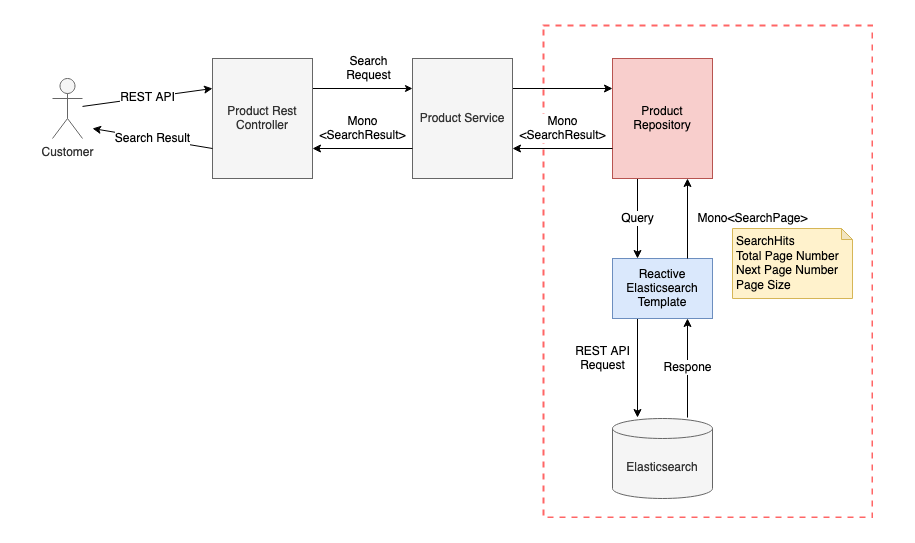 Customer
REST API
Search Result
Product Rest
Controller
Search
Request
Mono
<SearchResult>
Product Service
Mono
<SearchResult>
Product
Repository
Query
Mono<SearchPage>
SearchHits
Total Page Number
Next Page Number
Page Size
Reactive
Elasticsearch
Template
REST API
Request
Respone
Elasticsearch